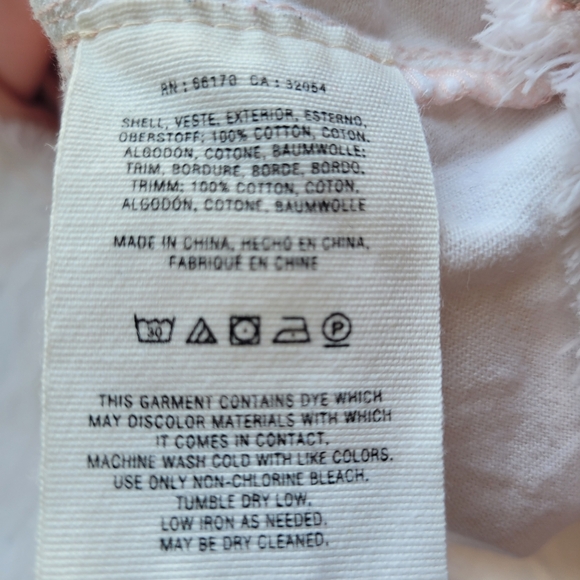 RN: 66170 CA: 32054
SHELL, VESTE, EXTERIOR, ESTERNO,
OBERSTOFF: 100% COTTON, COTON,
ALGODÓN, COTONE, BAUMWOLLE;
TRIM, BORDURE, BORDE, BORDO,
TRIMM: 100% COTTON, COTON,
ALGODÓN, COTONE, BAUMWOLLE
MADE IN CHINA, HECHO EN CHINA,
FABRIQUÉ EN CHINE
30 P
THIS GARMENT CONTAINS DYE WHICH
MAY DISCOLOR MATERIALS WITH WHICH
IT COMES IN CONTACT.
MACHINE WASH COLD WITH LIKE COLORS.
USE ONLY NON-CHLORINE BLEACH.
TUMBLE DRY LOW.
LOW IRON AS NEEDED.
MAY BE DRY CLEANED.